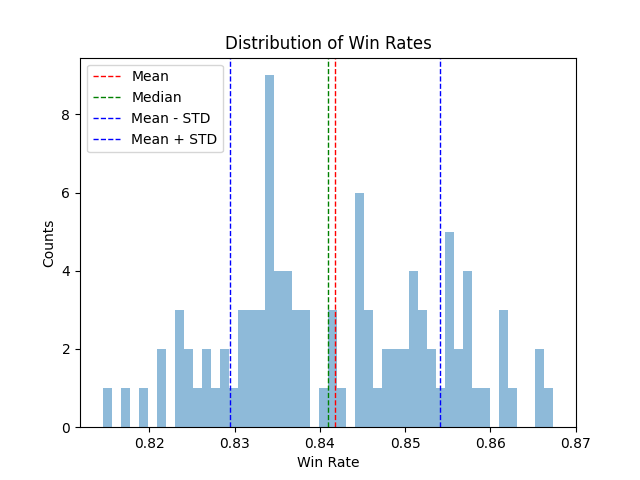 Distribution of Win Rates
Mean
Median
Mean - STD
Mean + STD
8
6
4
2
0
Counts
0.82 0.83 0.84 0.85 0.86 0.87
Win Rate